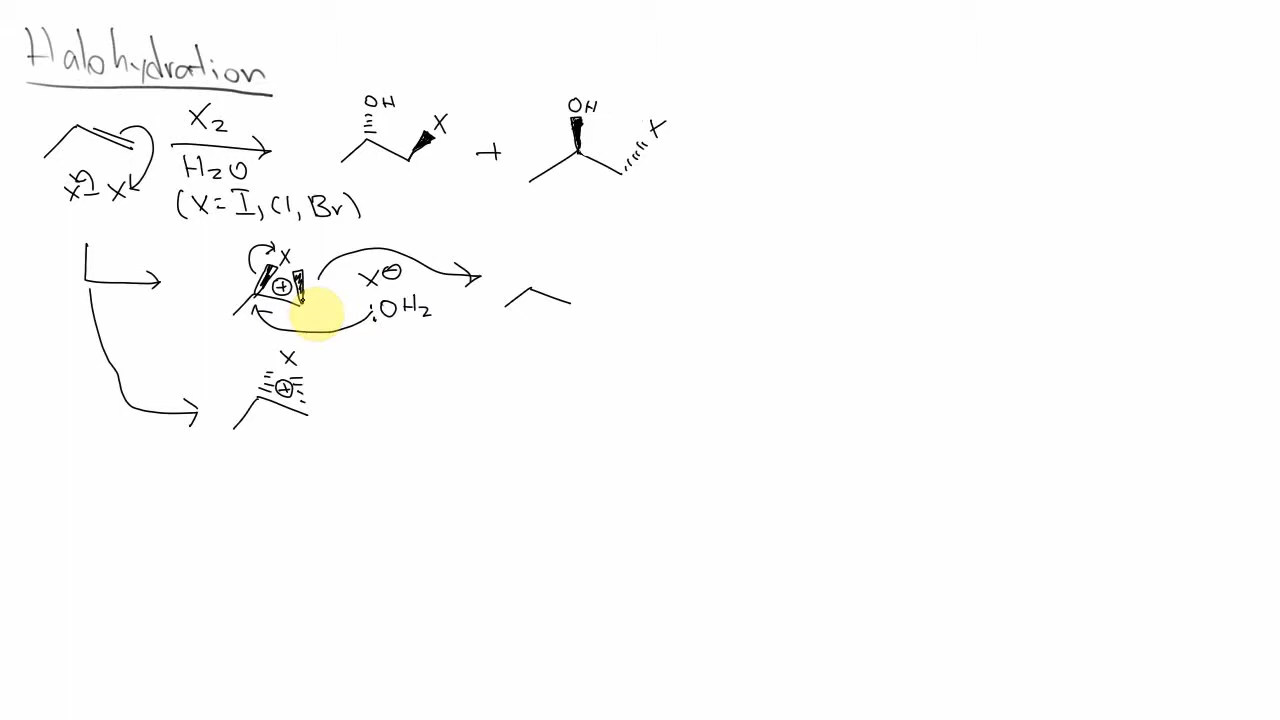 Halohydration
X₂
H₂O
(X = I, Cl, Br)
X X
OH
X
+
OH
X
X
⊕
X⊖
:OH₂
X
⊕